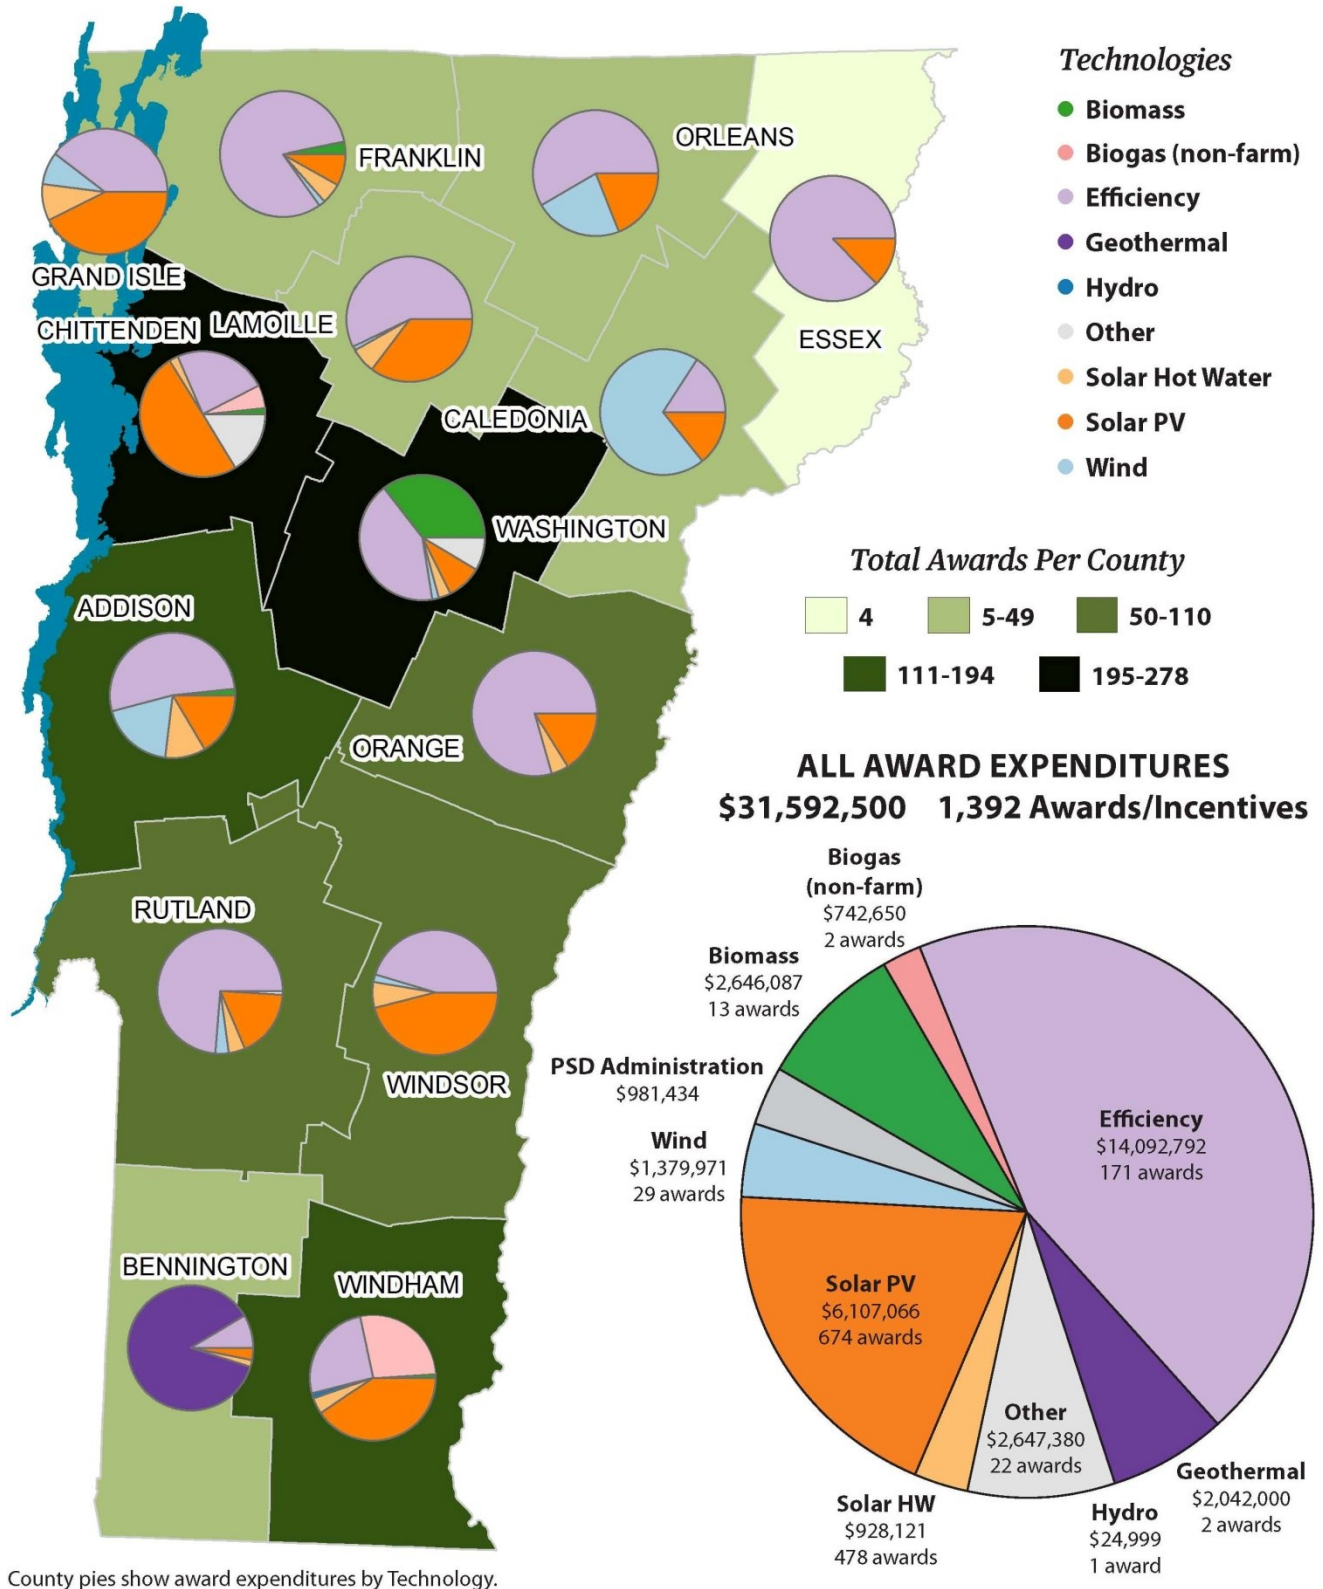 Technologies
Biomass
Biogas (non-farm)
Efficiency
Geothermal
Hydro
Other
Solar Hot Water
Solar PV
Wind
ORLEANS
FRANKLIN
GRAND ISLE
CHITTENDEN
LAMOILLE
ESSEX
CALEDONIA
WASHINGTON
ADDISON
ORANGE
RUTLAND
WINDSOR
BENNINGTON
WINDHAM
Total Awards Per County
4
5-49
50-110
111-194
195-278
ALL AWARD EXPENDITURES
$31,592,500 1,392 Awards/Incentives
Biogas
(non-farm)
$742,650
2 awards
Biomass
$2,646,087
13 awards
PSD Administration
$981,434
Wind
$1,379,971
29 awards
Efficiency
$14,092,792
171 awards
Solar PV
$6,107,066
674 awards
Other
$2,647,380
22 awards
Solar HW
$928,121
478 awards
Geothermal
$2,042,000
2 awards
Hydro
$24,999
1 award
County pies show award expenditures by Technology.